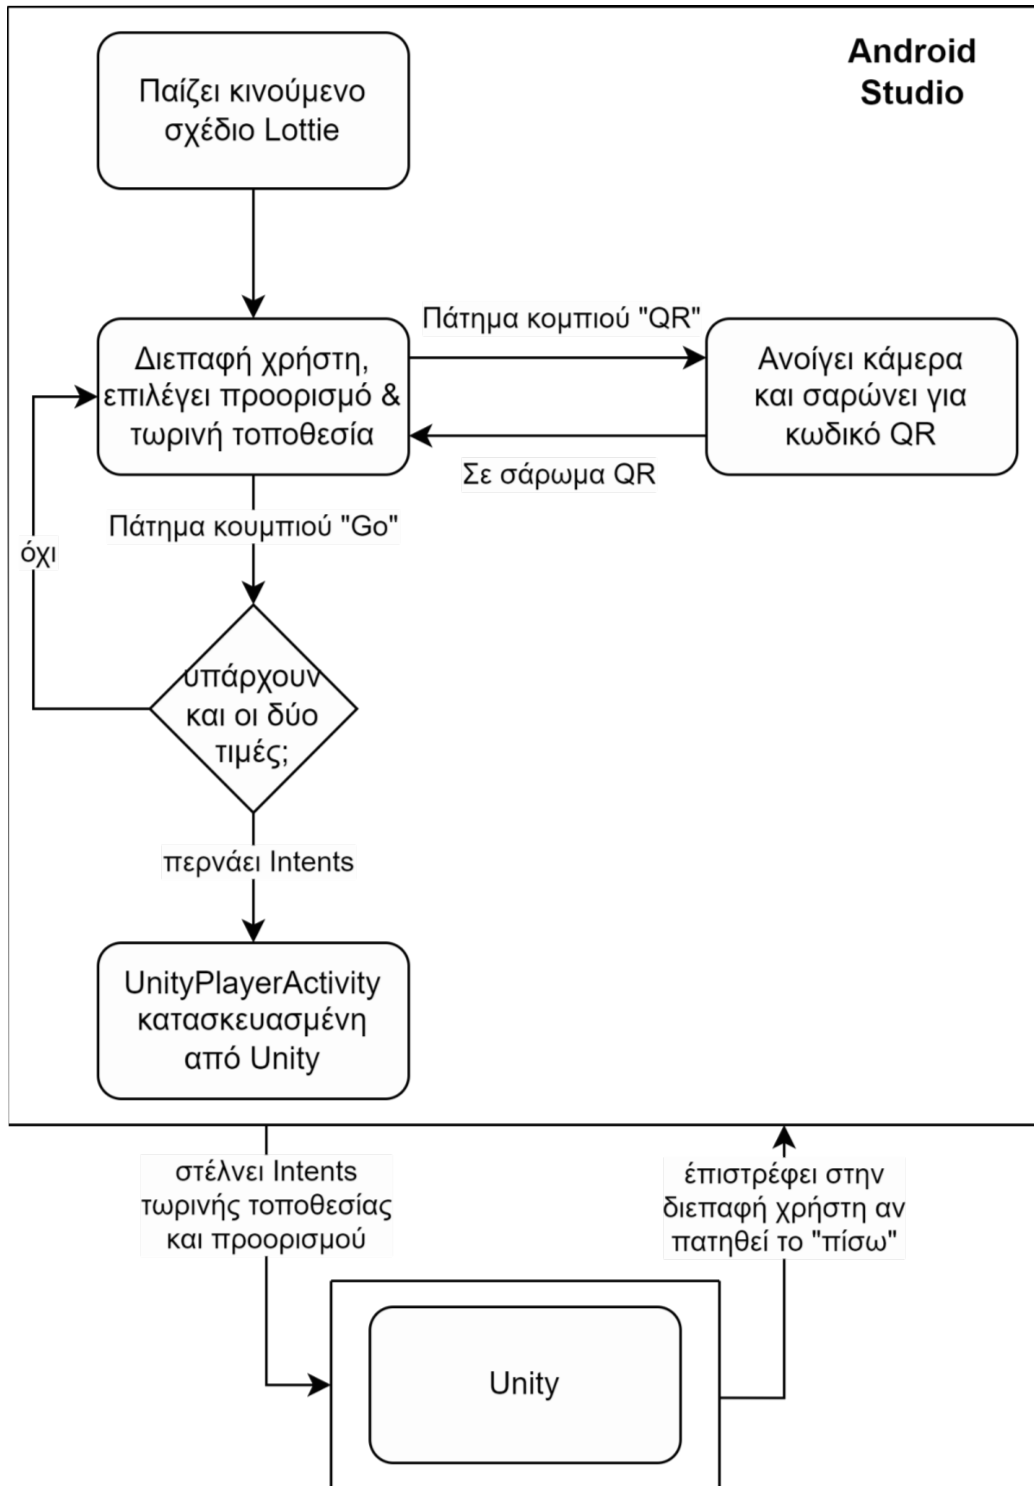 Android
Studio
Παίζει κινούμενο
σχέδιο Lottie
Πάτημα κομπιού "QR"
Διεπαφή χρήστη,
επιλέγει προορισμό &
τωρινή τοποθεσία
Ανοίγει κάμερα
και σαρώνει για
κωδικό QR
Σε σάρωμα QR
Πάτημα κουμπιού "Go"
όχι
υπάρχουν
και οι δύο
τιμές;
περνάει Intents
UnityPlayerActivity
κατασκευασμένη
από Unity
στέλνει Intents
τωρινής τοποθεσίας
και προορισμού
έπιστρέφει στην
διεπαφή χρήστη αν
πατηθεί το "πίσω"
Unity